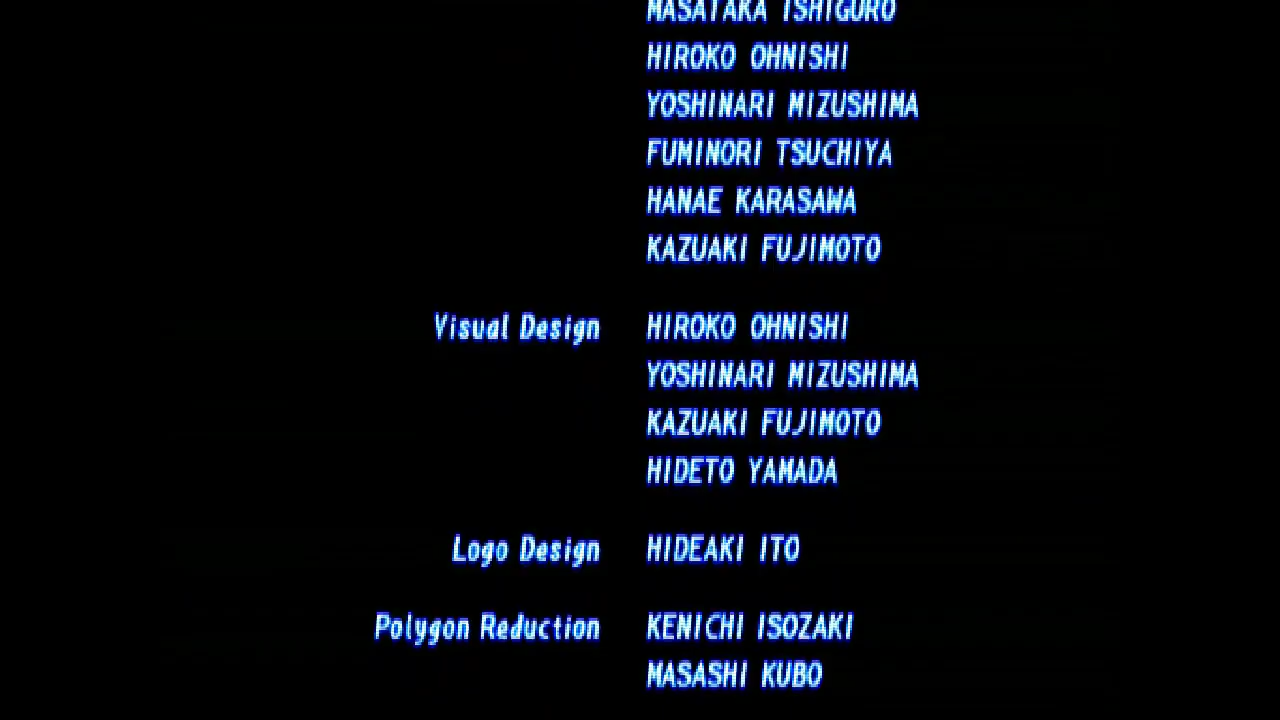 MASATAKA ISHIGURO
HIROKO OHNISHI
YOSHINARI MIZUSHIMA
FUMINORI TSUCHIYA
HANAE KARASAWA
KAZUAKI FUJIMOTO
Visual Design HIROKO OHNISHI
YOSHINARI MIZUSHIMA
KAZUAKI FUJIMOTO
HIDETO YAMADA
Logo Design HIDEAKI ITO
Polygon Reduction KENICHI ISOZAKI
MASASHI KUBO